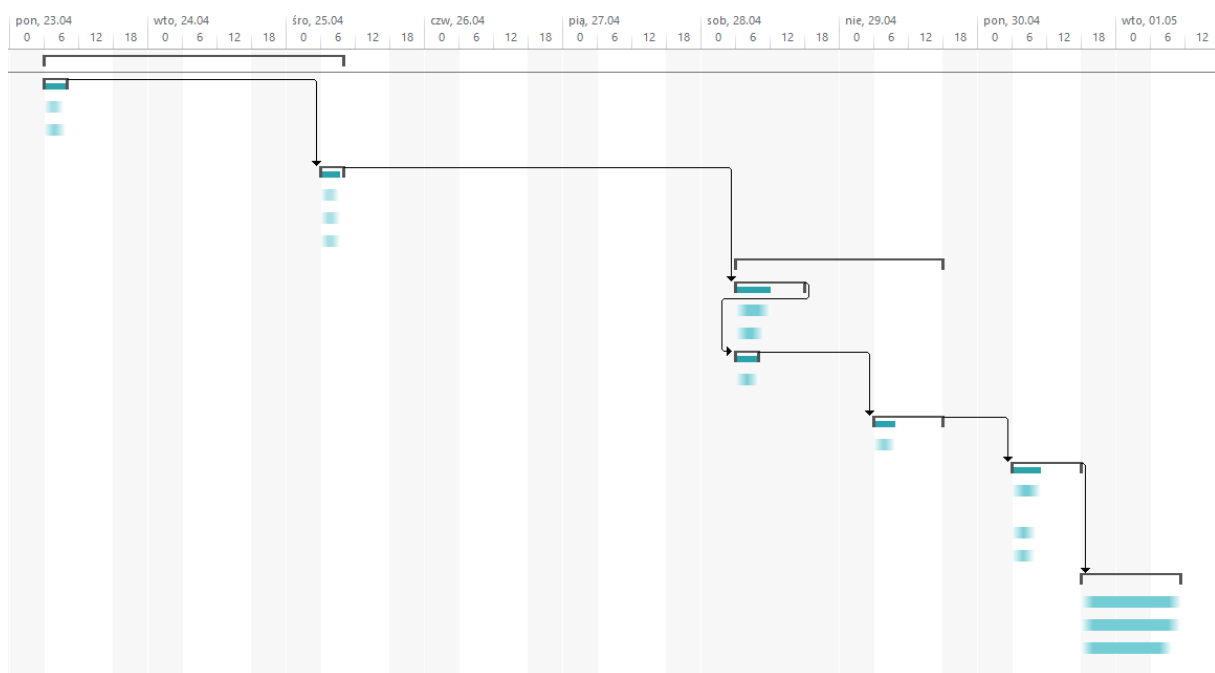 pon, 23.04 wto, 24.04 śro, 25.04 czw, 26.04 pią, 27.04 sob, 28.04 nie, 29.04 pon, 30.04 wto, 01.05
0 6 12 18 0 6 12 18 0 6 12 18 0 6 12 18 0 6 12 18 0 6 12 18 0 6 12 18 0 6 12 18 0 6 12